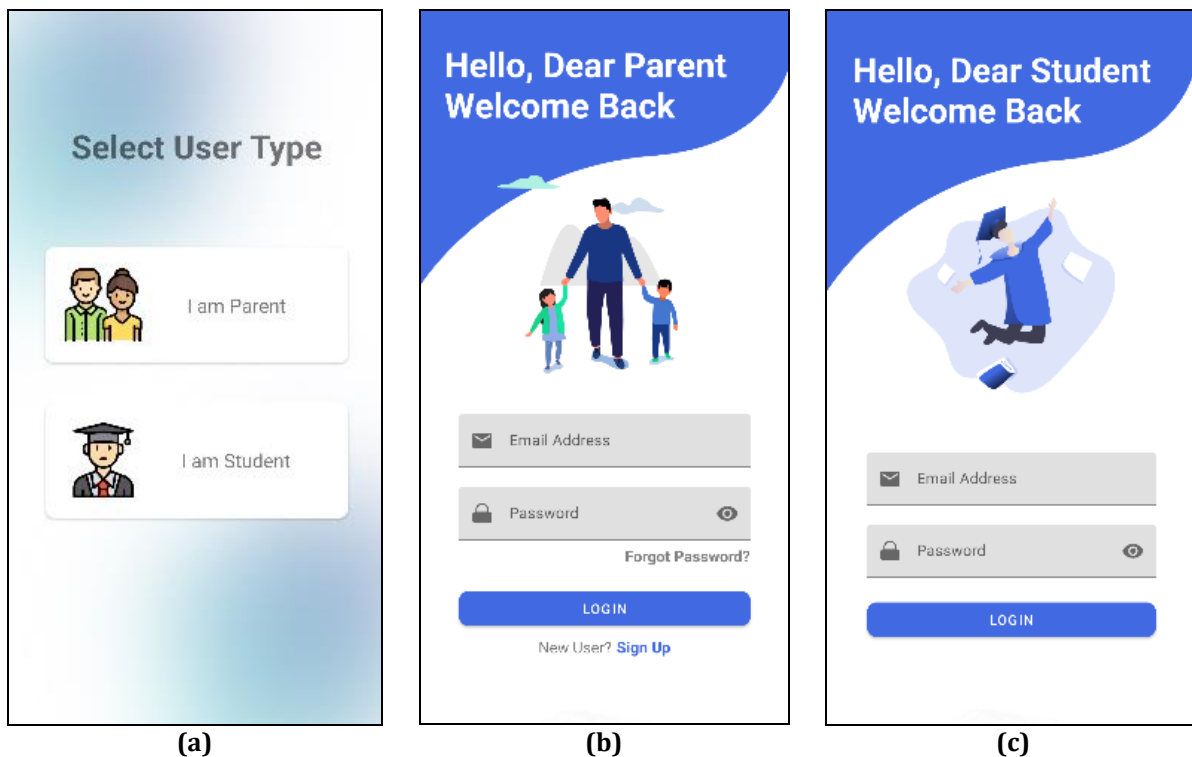 Select User Type
I am Parent
I am Student
(a)
Hello, Dear Parent
Welcome Back
Email Address
Password
Forgot Password?
LOGIN
New User? Sign Up
(b)
Hello, Dear Student
Welcome Back
Email Address
Password
LOGIN
(c)